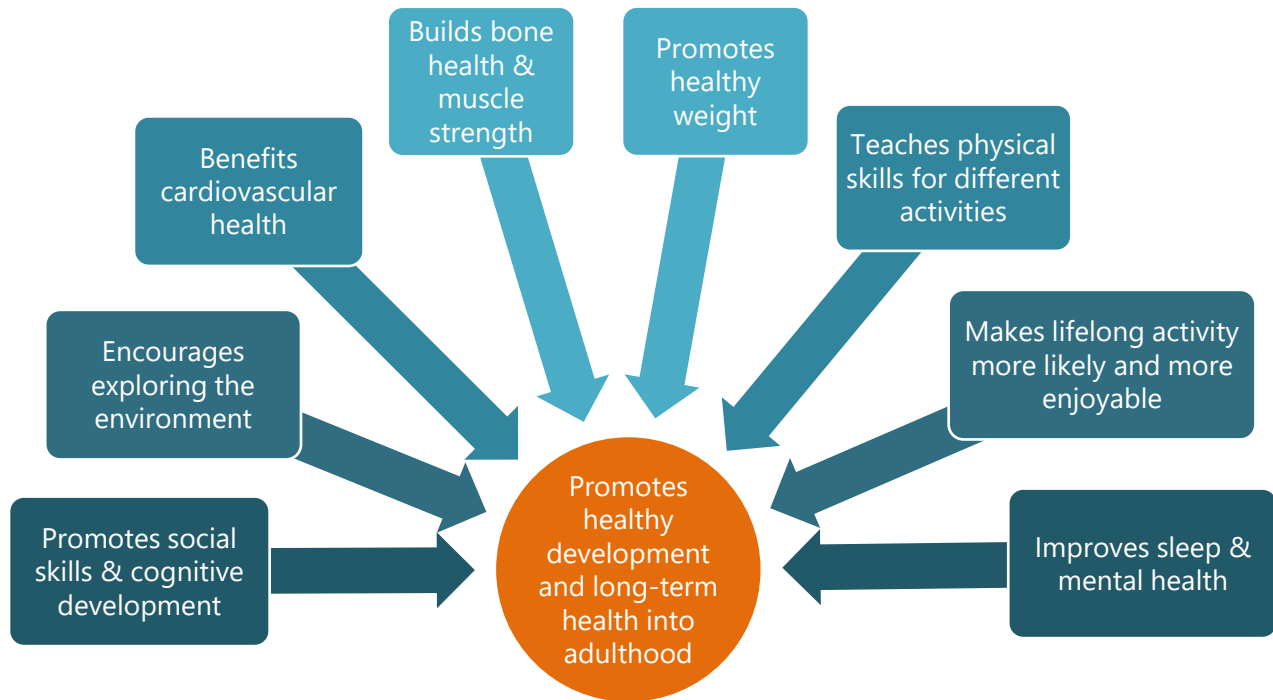 Builds bone
health &
muscle
strength
Promotes
healthy
weight
Benefits
cardiovascular
health
Teaches physical
skills for different
activities
Encourages
exploring the
environment
Makes lifelong activity
more likely and more
enjoyable
Promotes social
skills & cognitive
development
Promotes
healthy
development
and long-term
health into
adulthood
Improves sleep &
mental health